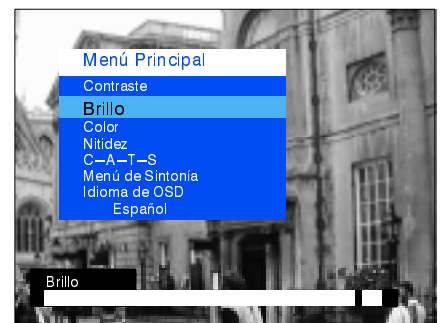 Menú Principal
Contraste
Brillo
Color
Nitidez
C–A–T–S
Menú de Sintonía
Idioma de OSD
Español
Brillo